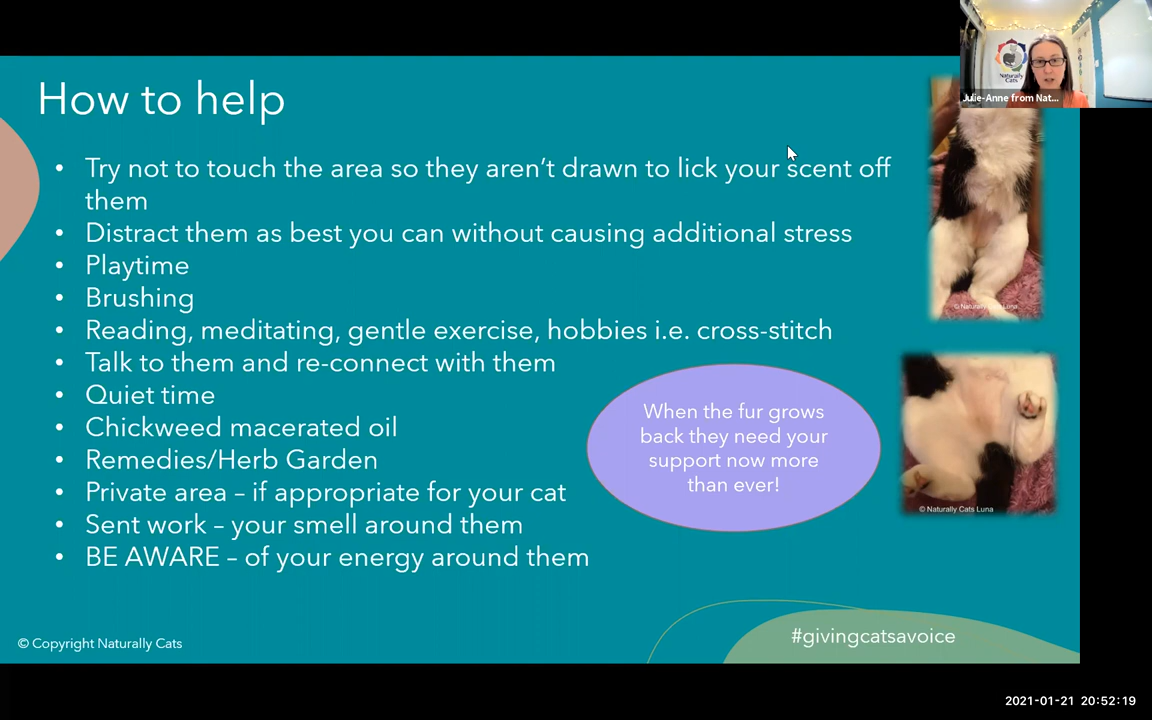 Naturally
Cats
Julie-Anne from Nat...
How to help
• Try not to touch the area so they aren’t drawn to lick your scent off
them
• Distract them as best you can without causing additional stress
• Playtime
• Brushing
• Reading, meditating, gentle exercise, hobbies i.e. cross-stitch
• Talk to them and re-connect with them
• Quiet time
• Chickweed macerated oil
• Remedies/Herb Garden
• Private area – if appropriate for your cat
• Sent work – your smell around them
• BE AWARE – of your energy around them
When the fur grows
back they need your
support now more
than ever!
© Naturally Cats Luna
© Naturally Cats Luna
#givingcatsavoice
© Copyright Naturally Cats
2021-01-21 20:52:19